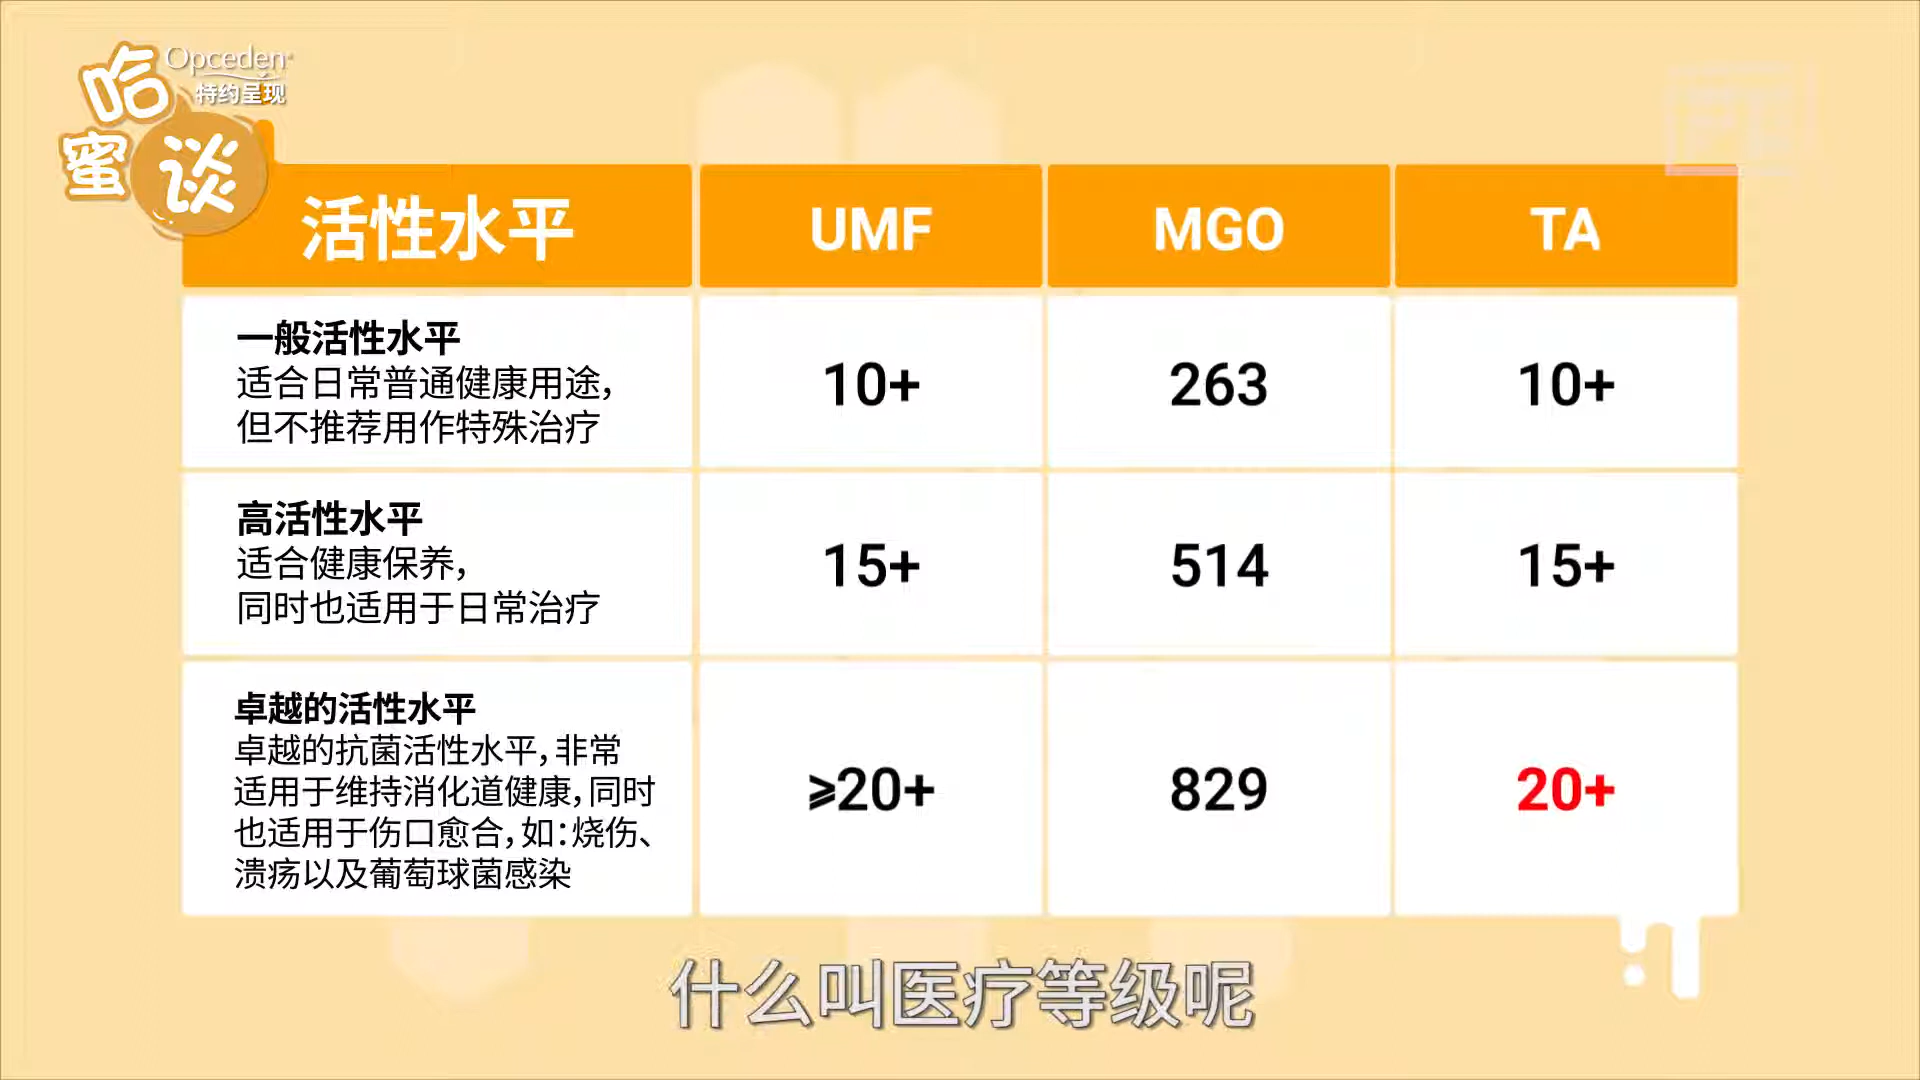 哈
蜜
谈
Opceden
特约呈现
活性水平 UMF MGO TA
一般活性水平
适合日常普通健康用途，
但不推荐用作特殊治疗
10+ 263 10+
高活性水平
适合健康保养，
同时也适用于日常治疗
15+ 514 15+
卓越的活性水平
卓越的抗菌活性水平，非常
适用于维持消化道健康，同时
也适用于伤口愈合，如：烧伤、
溃疡以及葡萄球菌感染
⩾20+ 829 20+
什么叫医疗等级呢